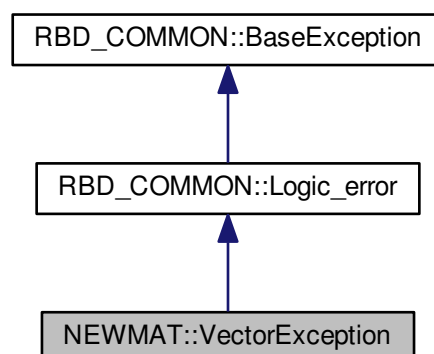 RBD_COMMON::BaseException
RBD_COMMON::Logic_error
NEWMAT::VectorException